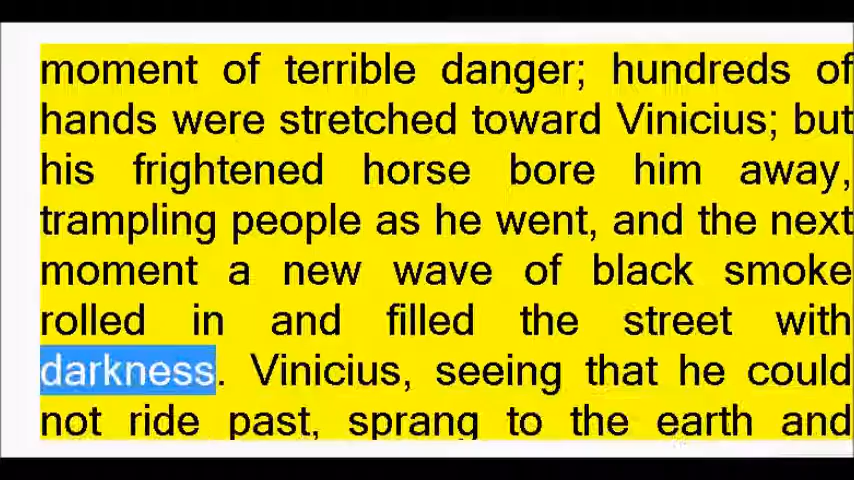 moment of terrible danger; hundreds of
hands were stretched toward Vinicius; but
his frightened horse bore him away,
trampling people as he went, and the next
moment a new wave of black smoke
rolled in and filled the street with
darkness. Vinicius, seeing that he could
not ride past, sprang to the earth and